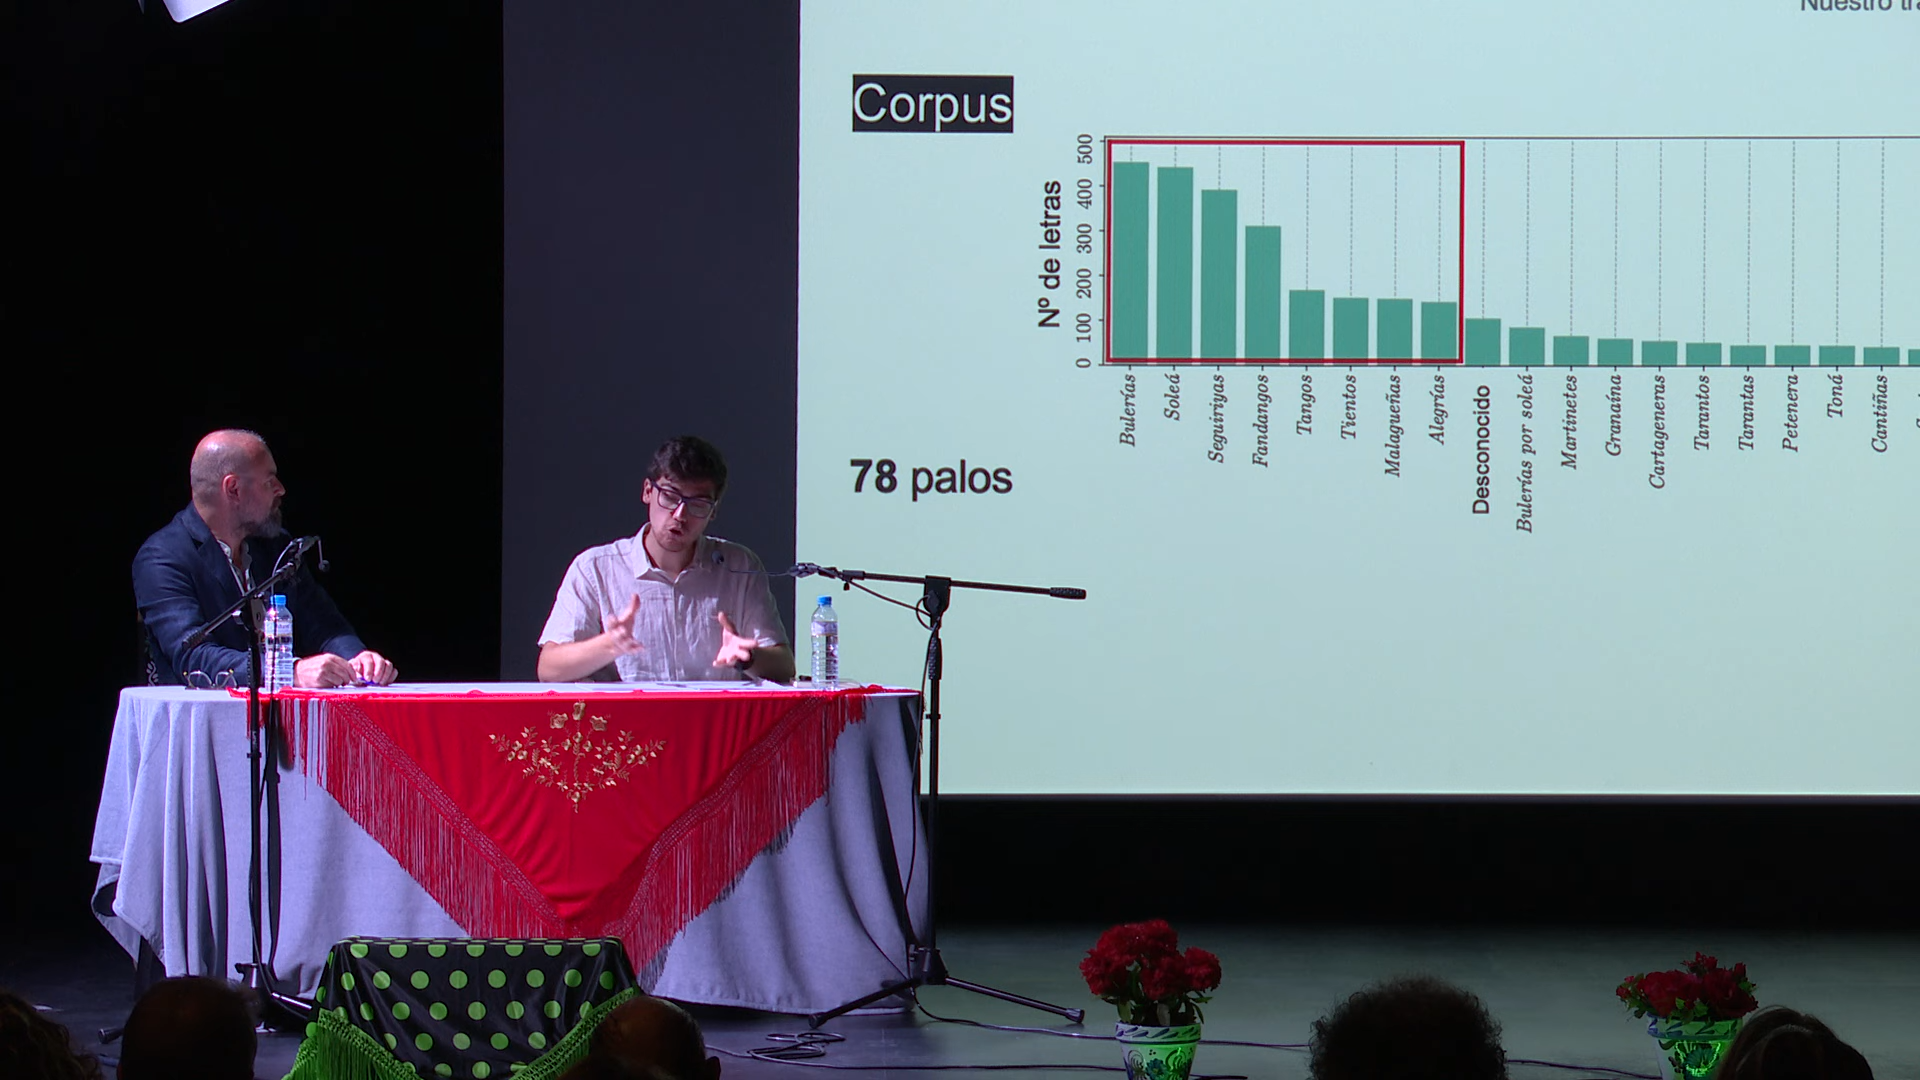 Nuestro
Corpus
Nº de letras
500
400
300
200
100
0
Bulerías
Soleá
Seguiriyas
Fandangos
Tangos
Tientos
Malagueñas
Alegrías
Desconocido
Bulerías por soleá
Martinetes
Granaína
Cartageneras
Tarantos
Tarantas
Petenera
Toná
Cantiñas
78 palos